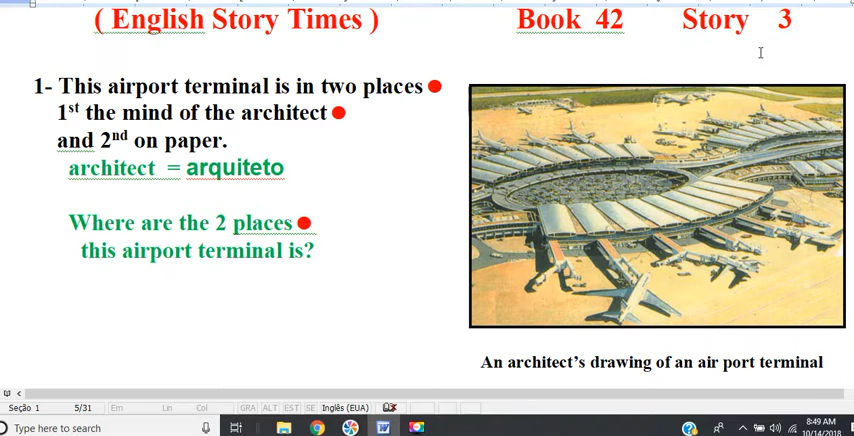 ( English Story Times ) Book 42 Story 3
1- This airport terminal is in two places
1st the mind of the architect
and 2nd on paper.
architect = arquiteto
Where are the 2 places
this airport terminal is?
An architect's drawing of an air port terminal
Seção 1 5/31 Em Lin Col GRA ALT EST SE Inglês (EUA)
Type here to search
8:49 AM
10/14/2018